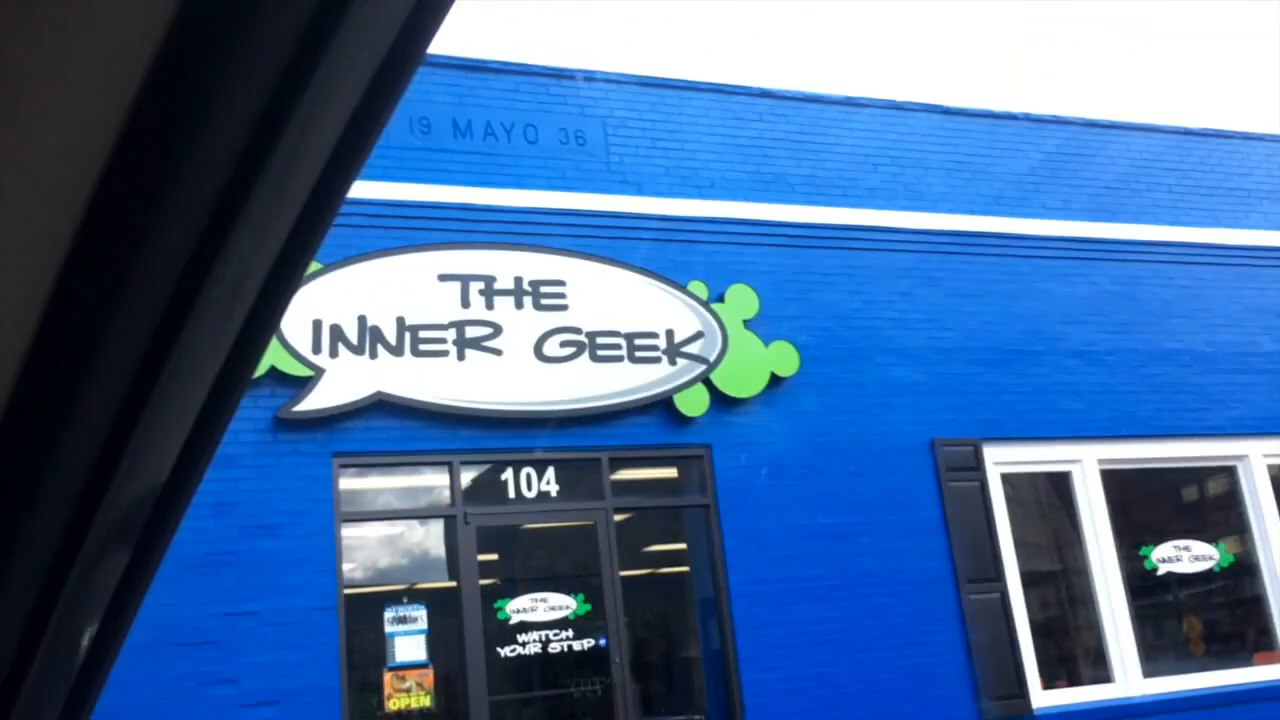 19 MAYO 36
THE
INNER GEEK
104
THE
INNER GEEK
WATCH
YOUR STEP
OPEN
THE
INNER GEEK